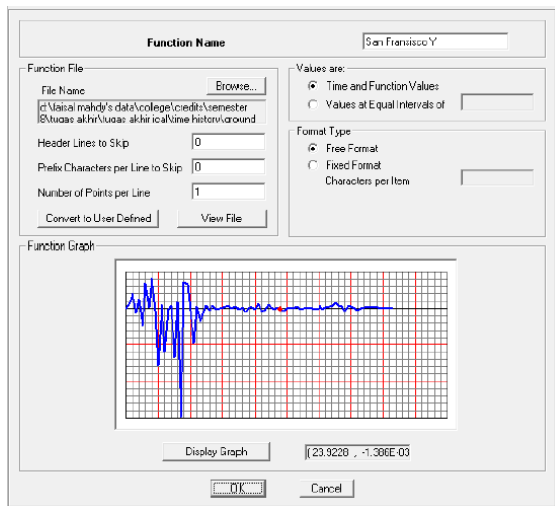 Function Name
San Fransisco Y
Function File
Values are:
File Name
Browse...
d:\faisal mahdy's data\college\credits\semester
8\tugas akhir\tugas akhir ical\time history\ground
Header Lines to Skip
0
Prefix Characters per Line to Skip
0
Number of Points per Line
1
Convert to User Defined
View File
Time and Function Values
Values at Equal Intervals of
Format Type
Free Format
Fixed Format
Characters per Item
Function Graph
Display Graph
(23.9228 , -1.386E-03
OK
Cancel